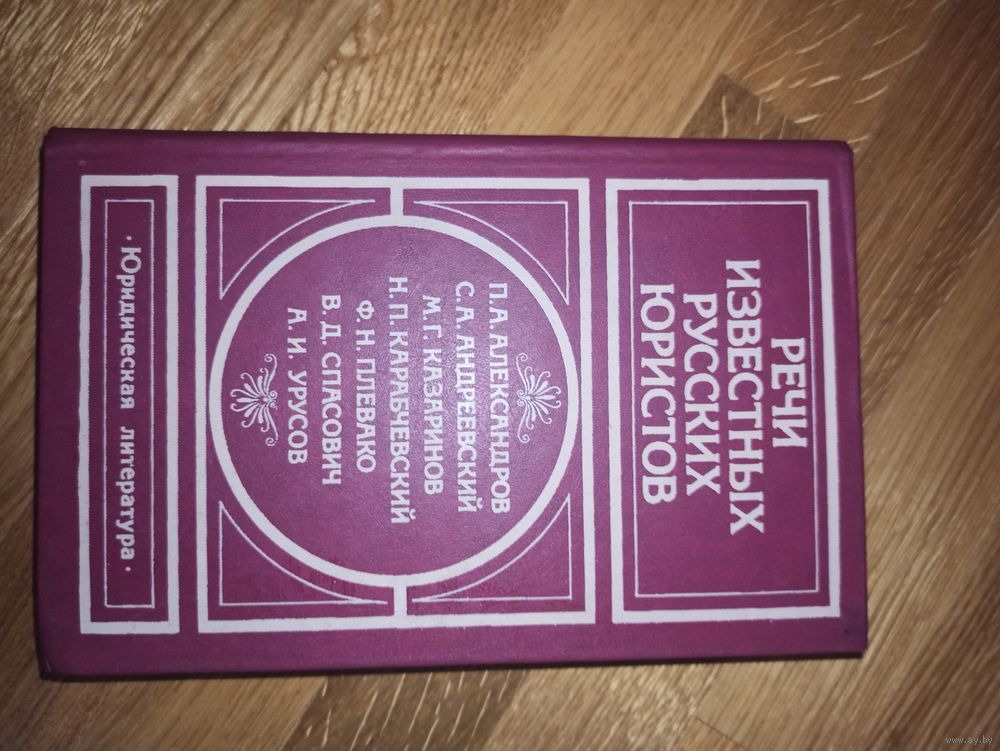 РЕЧИ
ИЗВЕСТНЫХ
РУССКИХ
ЮРИСТОВ
П. А. АЛЕКСАНДРОВ
С. А. АНДРЕЕВСКИЙ
М. Г. КАЗАРИНОВ
Н. П. КАРАБЧЕВСКИЙ
Ф. Н. ПЛЕВАКО
В. Д. СПАСОВИЧ
А. И. УРУСОВ
· Юридическая литература ·
© www.ay.by